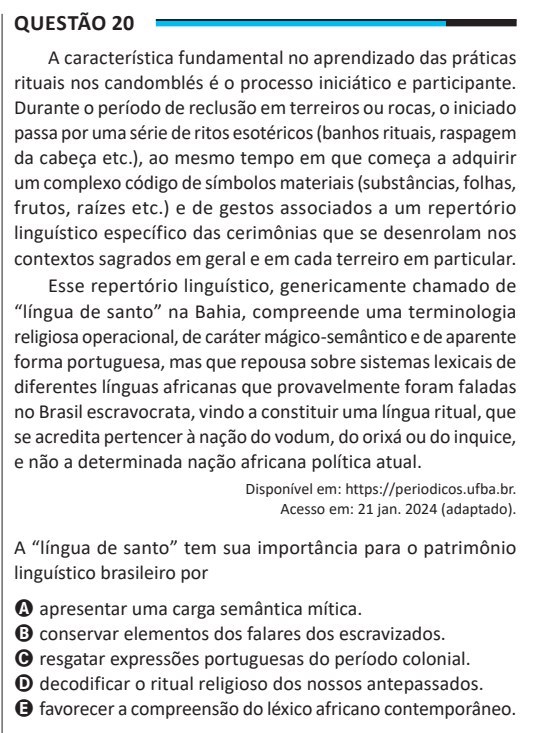 QUESTÃO 20
A característica fundamental no aprendizado das práticas
rituais nos candomblés é o processo iniciático e participante.
Durante o período de reclusão em terreiros ou rocas, o iniciado
passa por uma série de ritos esotéricos (banhos rituais, raspagem
da cabeça etc.), ao mesmo tempo em que começa a adquirir
um complexo código de símbolos materiais (substâncias, folhas,
frutos, raízes etc.) e de gestos associados a um repertório
linguístico específico das cerimônias que se desenrolam nos
contextos sagrados em geral e em cada terreiro em particular.
Esse repertório linguístico, genericamente chamado de
“língua de santo” na Bahia, compreende uma terminologia
religiosa operacional, de caráter mágico-semântico e de aparente
forma portuguesa, mas que repousa sobre sistemas lexicais de
diferentes línguas africanas que provavelmente foram faladas
no Brasil escravocrata, vindo a constituir uma língua ritual, que
se acredita pertencer à nação do vodum, do orixá ou do inquice,
e não a determinada nação africana política atual.
Disponível em: https://periodicos.ufba.br.
Acesso em: 21 jan. 2024 (adaptado).
A “língua de santo” tem sua importância para o patrimônio
linguístico brasileiro por
A apresentar uma carga semântica mítica.
B conservar elementos dos falares dos escravizados.
C resgatar expressões portuguesas do período colonial.
D decodificar o ritual religioso dos nossos antepassados.
E favorecer a compreensão do léxico africano contemporâneo.